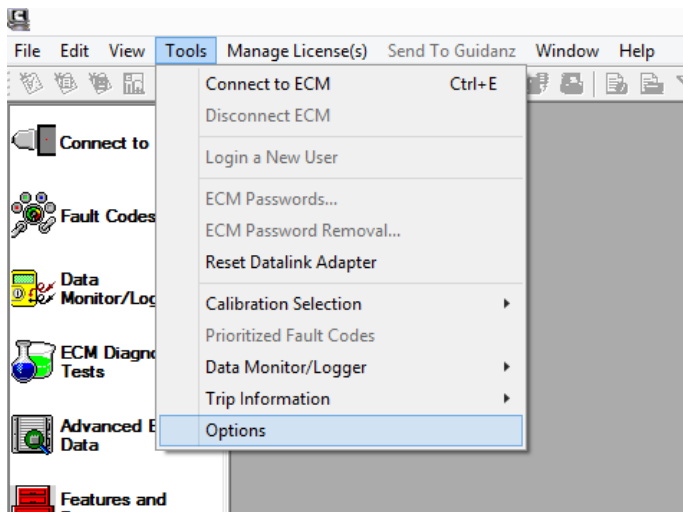 File Edit View Tools Manage License(s) Send To Guidanz Window Help
Connect to ECM Ctrl+E
Disconnect ECM
Login a New User
ECM Passwords...
ECM Password Removal...
Reset Datalink Adapter
Calibration Selection
Prioritized Fault Codes
Data Monitor/Logger
Trip Information
Options
Connect to
Fault Codes
Data
Monitor/Log
ECM Diagn
Tests
Advanced E
Data
Features and